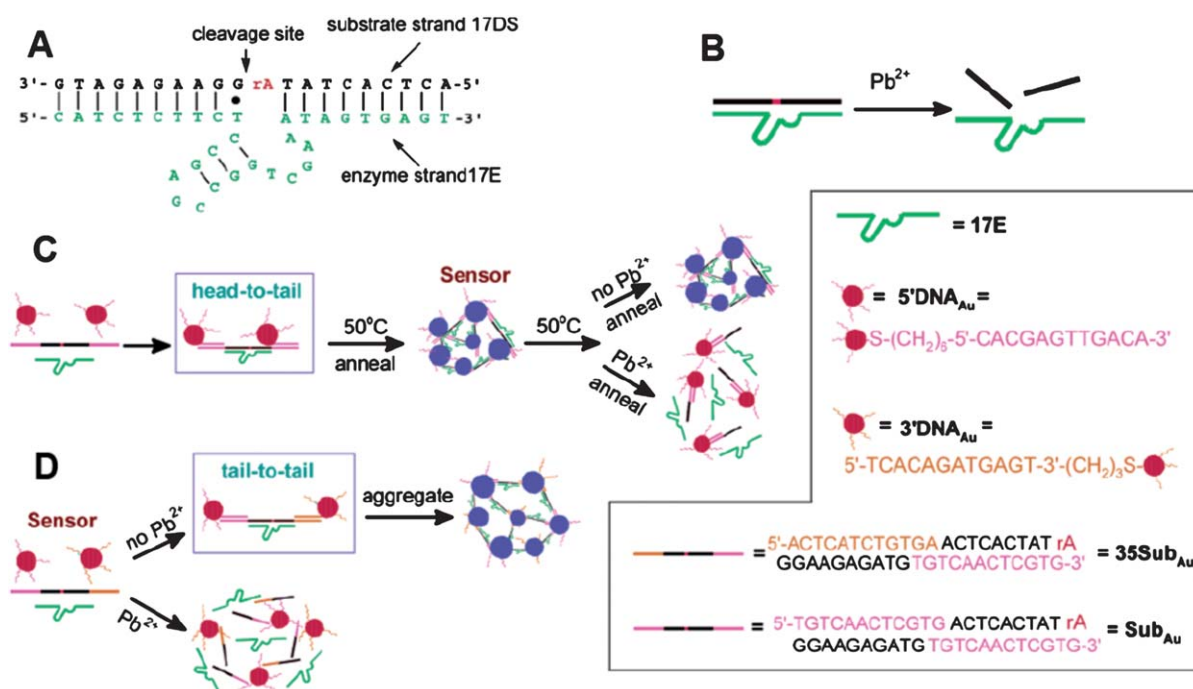 A
cleavage site
substrate strand 17DS
3'- G T A G A G A A G G rA T A T C A C T C A -5'
5'- C A T C T C T T C T A T A G T G A G T -3'
C A
C G A
A G T G
G C C
G C
enzyme strand17E
B
Pb2+
= 17E
= 5'DNAAu=
S-(CH2)6-5'-CACGAGTTGACA-3'
= 3'DNAAu =
5'-TCACAGATGAGT-3'-(CH2)3S-
C
head-to-tail
50°C
anneal
Sensor
50°C
no Pb2+
anneal
Pb2+
anneal
D
Sensor
no Pb2+
Pb2+
tail-to-tail
aggregate
= 5'-ACTCATCTGTGA ACTCACTAT rA
GGAAGAGATG TGTCAACTCGTG-3' = 35SubAu
= 5'-TGTCAACTCGTG ACTCACTAT rA
GGAAGAGATG TGTCAACTCGTG-3' = SubAu